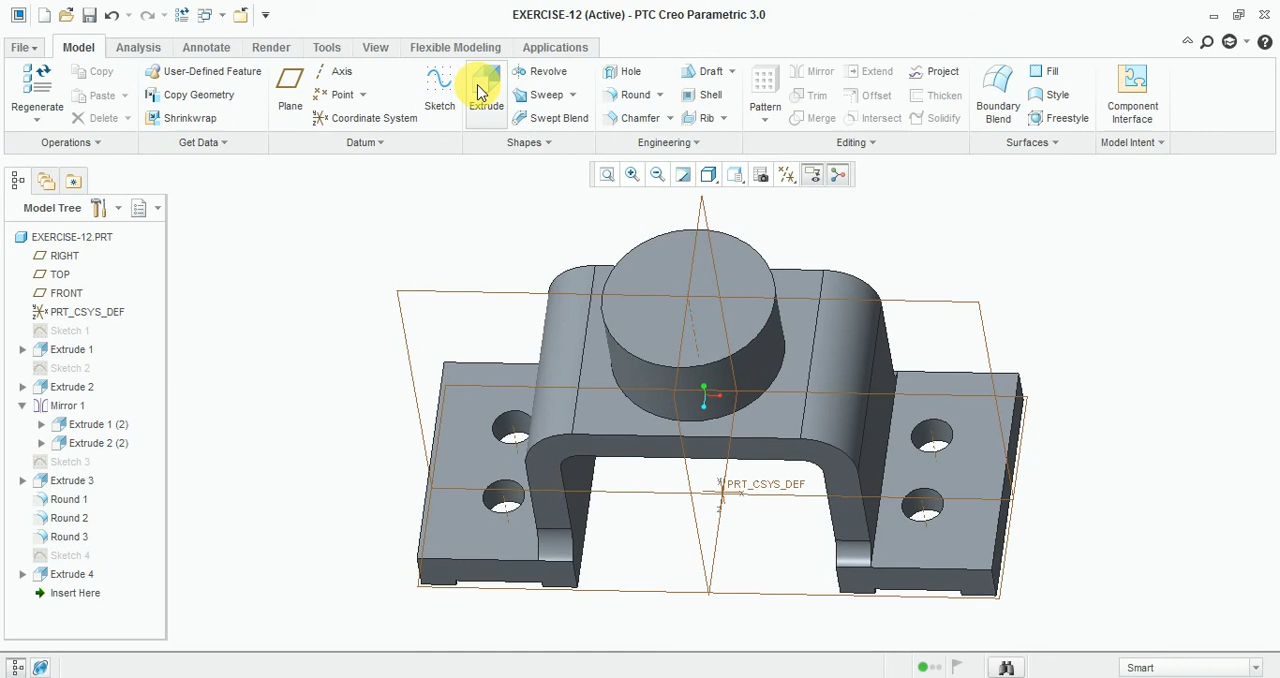 EXERCISE-12 (Active) - PTC Creo Parametric 3.0
File Model Analysis Annotate Render Tools View Flexible Modeling Applications
Regenerate Copy Paste Delete
User-Defined Feature Copy Geometry Shrinkwrap
Plane Axis Point Coordinate System Sketch
Extrude Revolve Sweep Swept Blend
Hole Round Chamfer Draft Shell Rib
Pattern Mirror Trim Merge Extend Offset Intersect Project Thicken Solidify
Boundary Blend Fill Style Freestyle
Component Interface
Operations Get Data Datum Shapes Engineering Editing Surfaces Model Intent
Model Tree
EXERCISE-12.PRT
RIGHT
TOP
FRONT
PRT_CSYS_DEF
Sketch 1
Extrude 1
Sketch 2
Extrude 2
Mirror 1
Extrude 1 (2)
Extrude 2 (2)
Sketch 3
Extrude 3
Round 1
Round 2
Round 3
Sketch 4
Extrude 4
Insert Here
PRT_CSYS_DEF
Smart